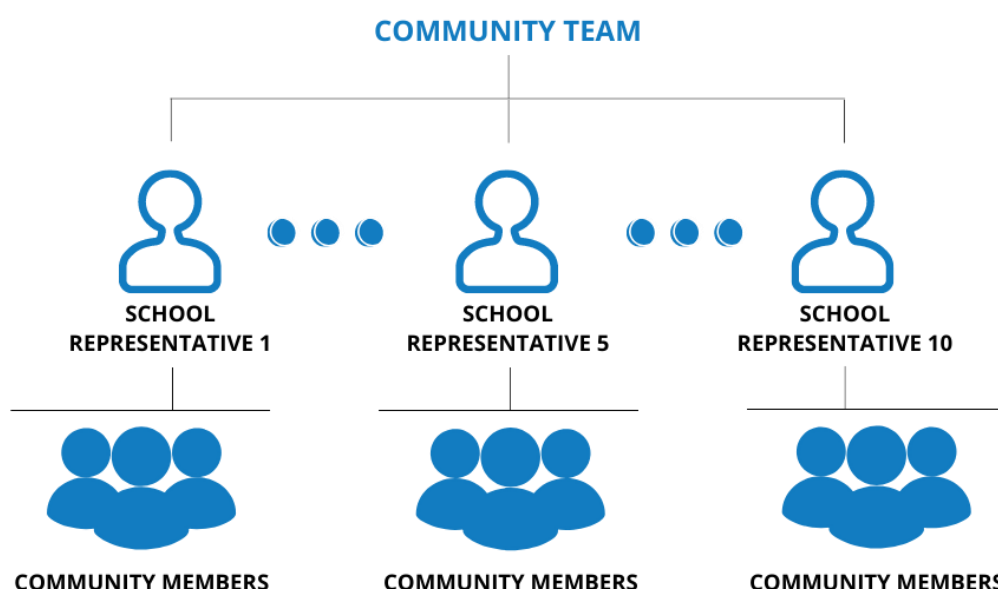 COMMUNITY TEAM
SCHOOL
REPRESENTATIVE 1
SCHOOL
REPRESENTATIVE 5
SCHOOL
REPRESENTATIVE 10
COMMUNITY MEMBERS
COMMUNITY MEMBERS
COMMUNITY MEMBERS